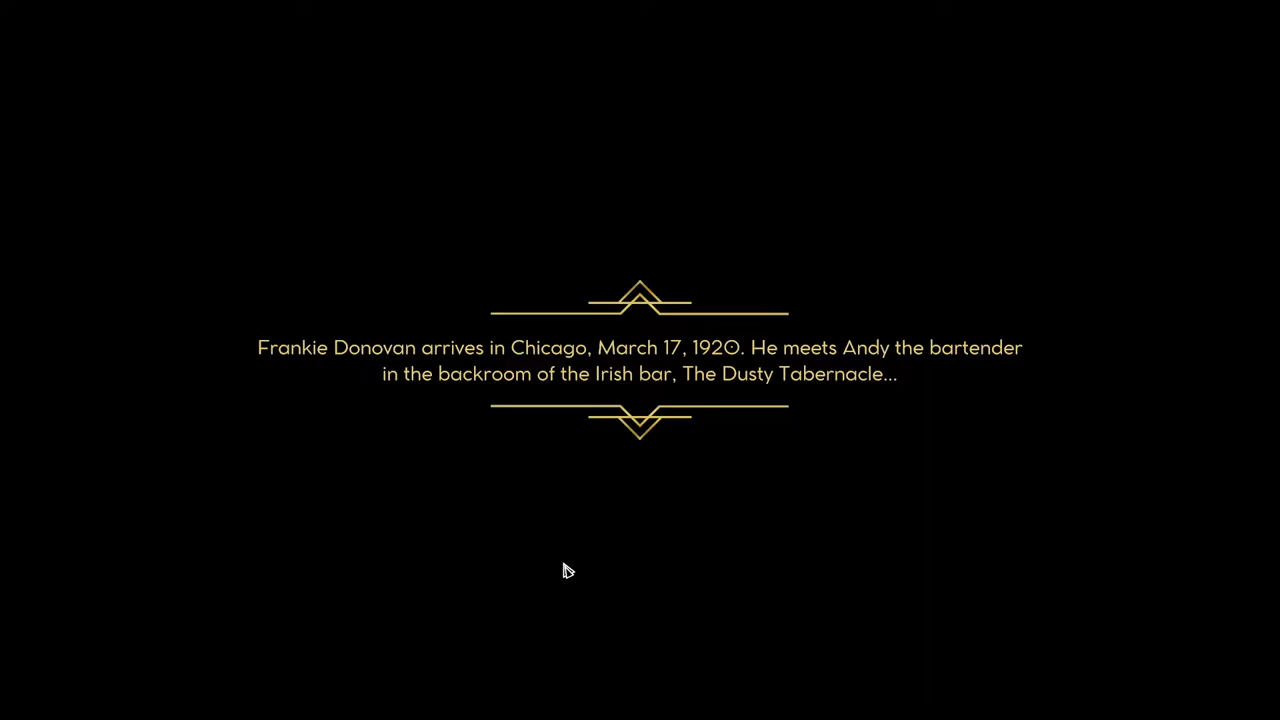 Frankie Donovan arrives in Chicago, March 17, 1920. He meets Andy the bartender
in the backroom of the Irish bar, The Dusty Tabernacle...